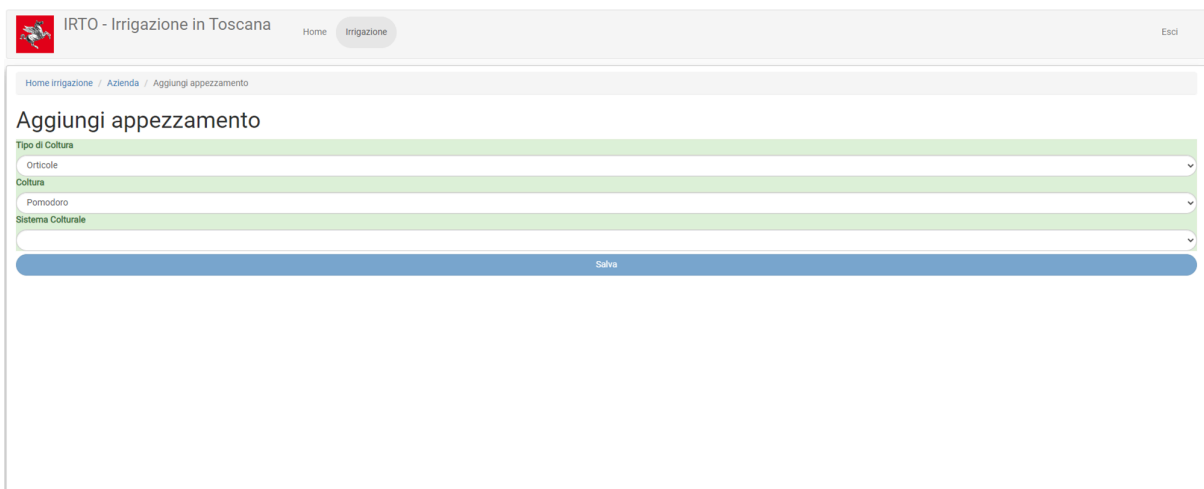 IRTO - Irrigazione in Toscana Home Irrigazione Esci
Home irrigazione / Azienda / Aggiungi appezzamento
Aggiungi appezzamento
Tipo di Coltura
Orticole
Coltura
Pomodoro
Sistema Colturale
Salva